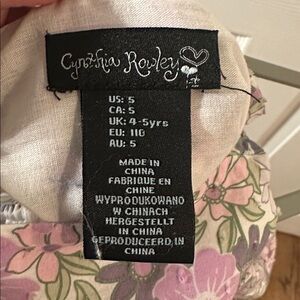 Cynthia Rowley
US: 5
CA: 5
UK: 4-5yrs
EU: 110
AU: 5
MADE IN
CHINA
FABRIQUE EN
CHINE
WYPRODUKOWANO
W CHINACH
HERGESTELLT
IN CHINA
GEPRODUCEERD IN
CHINA